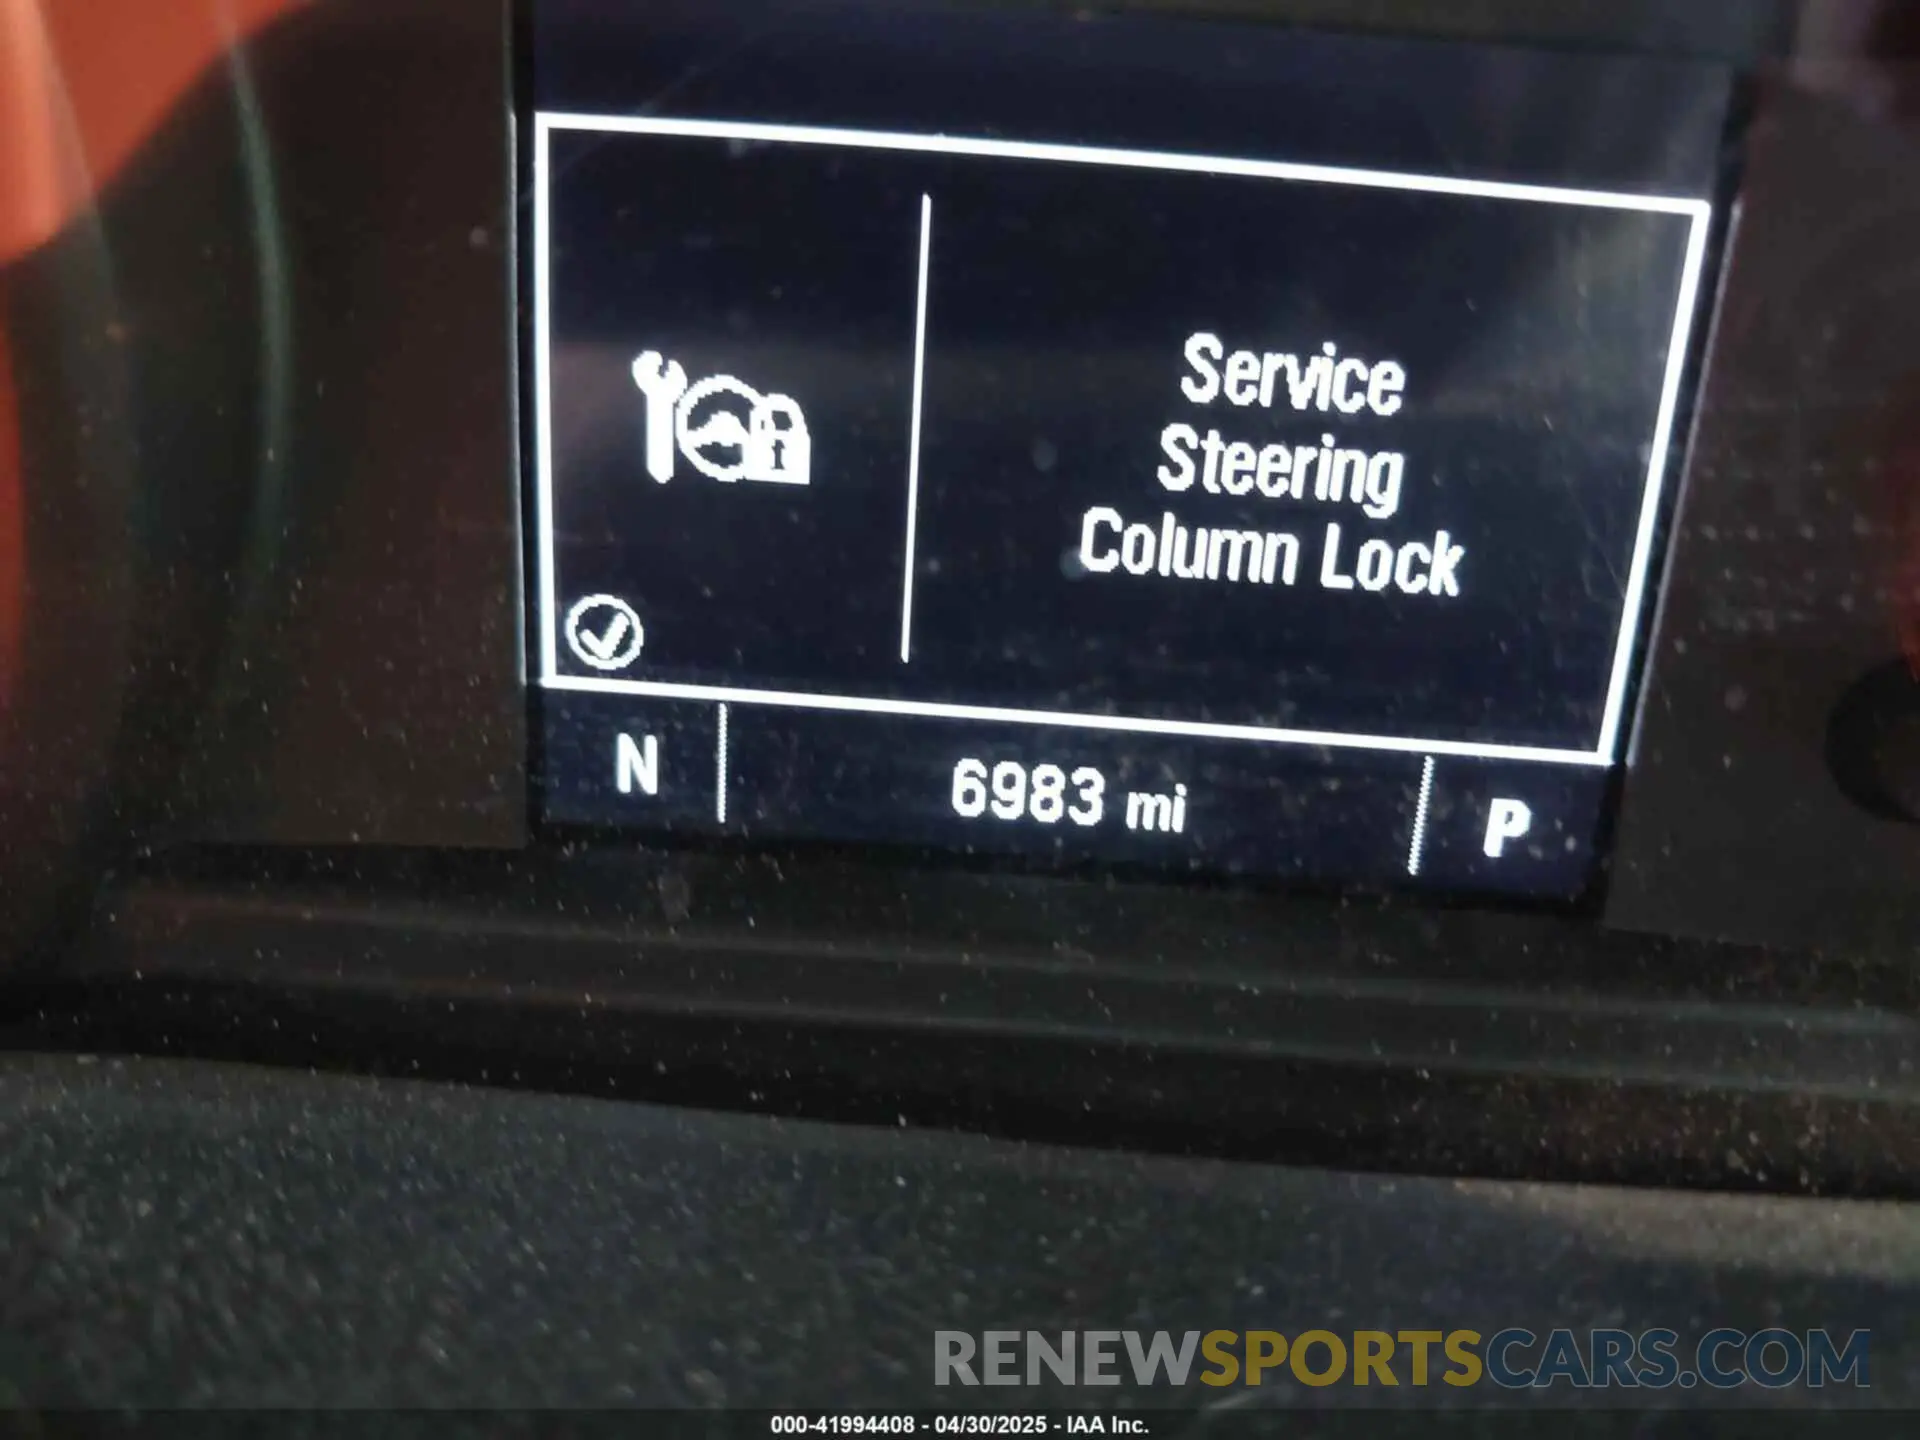 Service
Steering
Column Lock
N 6983 mi P
RENEWSPORTSCARS.COM
000-41994408 - 04/30/2025 - IAA Inc.